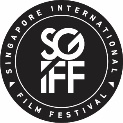 SINGAPORE INTERNATIONAL
SG
IFF
FILM FESTIVAL